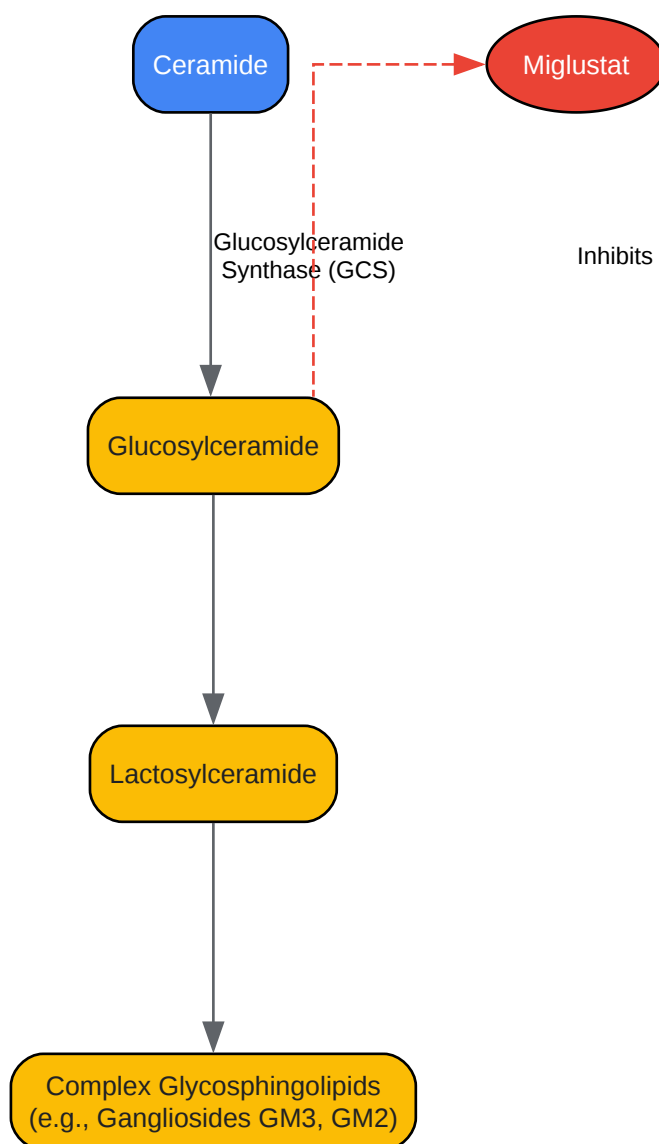 Ceramide
Miglustat
Glucosylceramide
Synthase (GCS)
Inhibits
Glucosylceramide
Lactosylceramide
Complex Glycosphingolipids
(e.g., Gangliosides GM3, GM2)